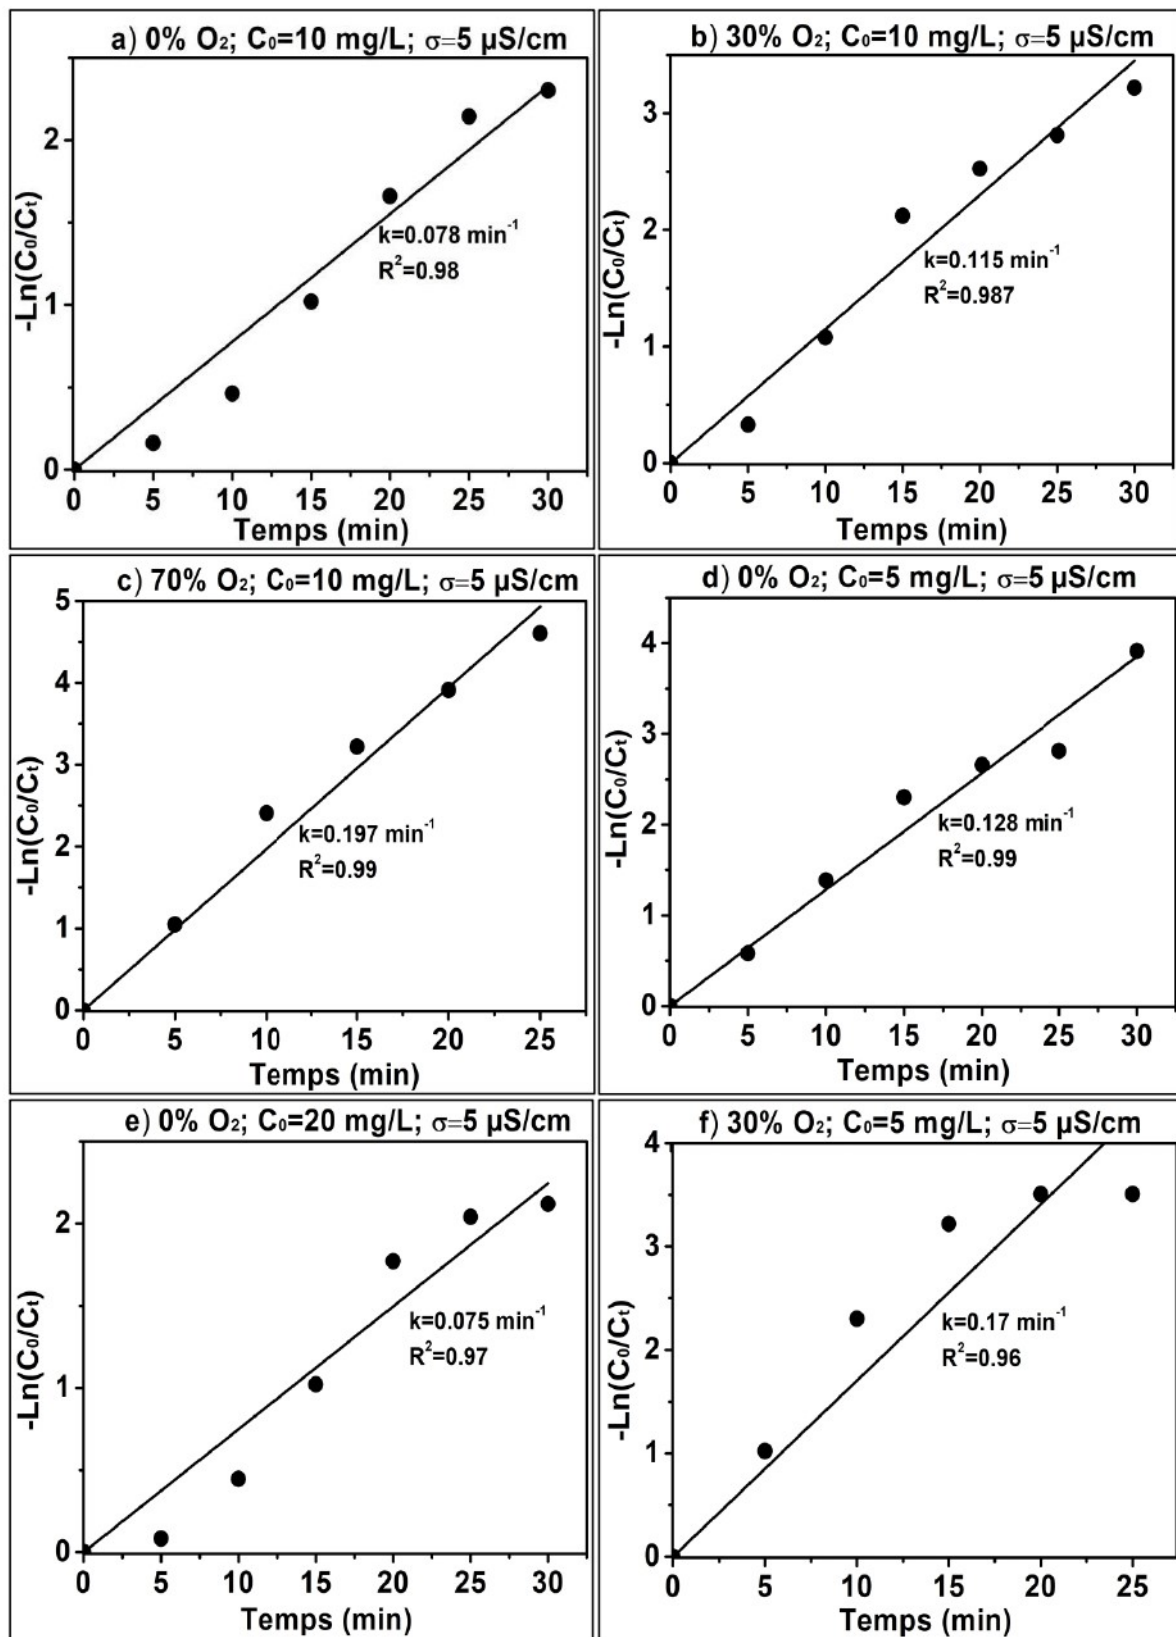 a) 0% O₂; C₀=10 mg/L; σ=5 µS/cm
-Ln(C₀/Cₜ)
2
1
0
k=0.078 min⁻¹
R²=0.98
0 5 10 15 20 25 30
Temps (min)
b) 30% O₂; C₀=10 mg/L; σ=5 µS/cm
-Ln(C₀/Cₜ)
3
2
1
0
k=0.115 min⁻¹
R²=0.987
0 5 10 15 20 25 30
Temps (min)
c) 70% O₂; C₀=10 mg/L; σ=5 µS/cm
-Ln(C₀/Cₜ)
5
4
3
2
1
0
k=0.197 min⁻¹
R²=0.99
0 5 10 15 20 25
Temps (min)
d) 0% O₂; C₀=5 mg/L; σ=5 µS/cm
-Ln(C₀/Cₜ)
4
3
2
1
0
k=0.128 min⁻¹
R²=0.99
0 5 10 15 20 25 30
Temps (min)
e) 0% O₂; C₀=20 mg/L; σ=5 µS/cm
-Ln(C₀/Cₜ)
2
1
0
k=0.075 min⁻¹
R²=0.97
0 5 10 15 20 25 30
Temps (min)
f) 30% O₂; C₀=5 mg/L; σ=5 µS/cm
-Ln(C₀/Cₜ)
4
3
2
1
0
k=0.17 min⁻¹
R²=0.96
0 5 10 15 20 25
Temps (min)